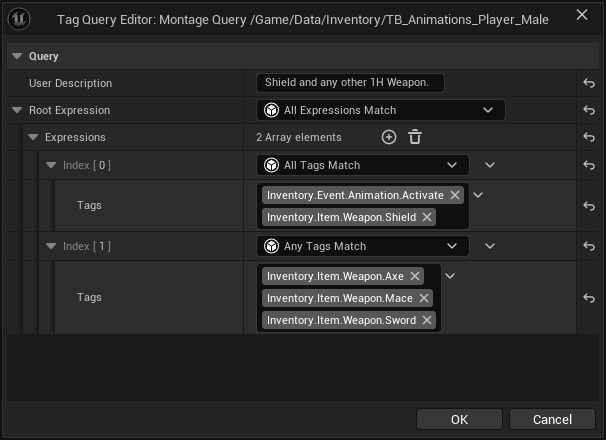 Tag Query Editor: Montage Query /Game/Data/Inventory/TB_Animations_Player_Male
Query
User Description Shield and any other 1H Weapon.
Root Expression All Expressions Match
Expressions 2 Array elements
Index [ 0 ] All Tags Match
Tags
Inventory.Event.Animation.Activate
Inventory.Item.Weapon.Shield
Index [ 1 ] Any Tags Match
Tags
Inventory.Item.Weapon.Axe
Inventory.Item.Weapon.Mace
Inventory.Item.Weapon.Sword
OK Cancel